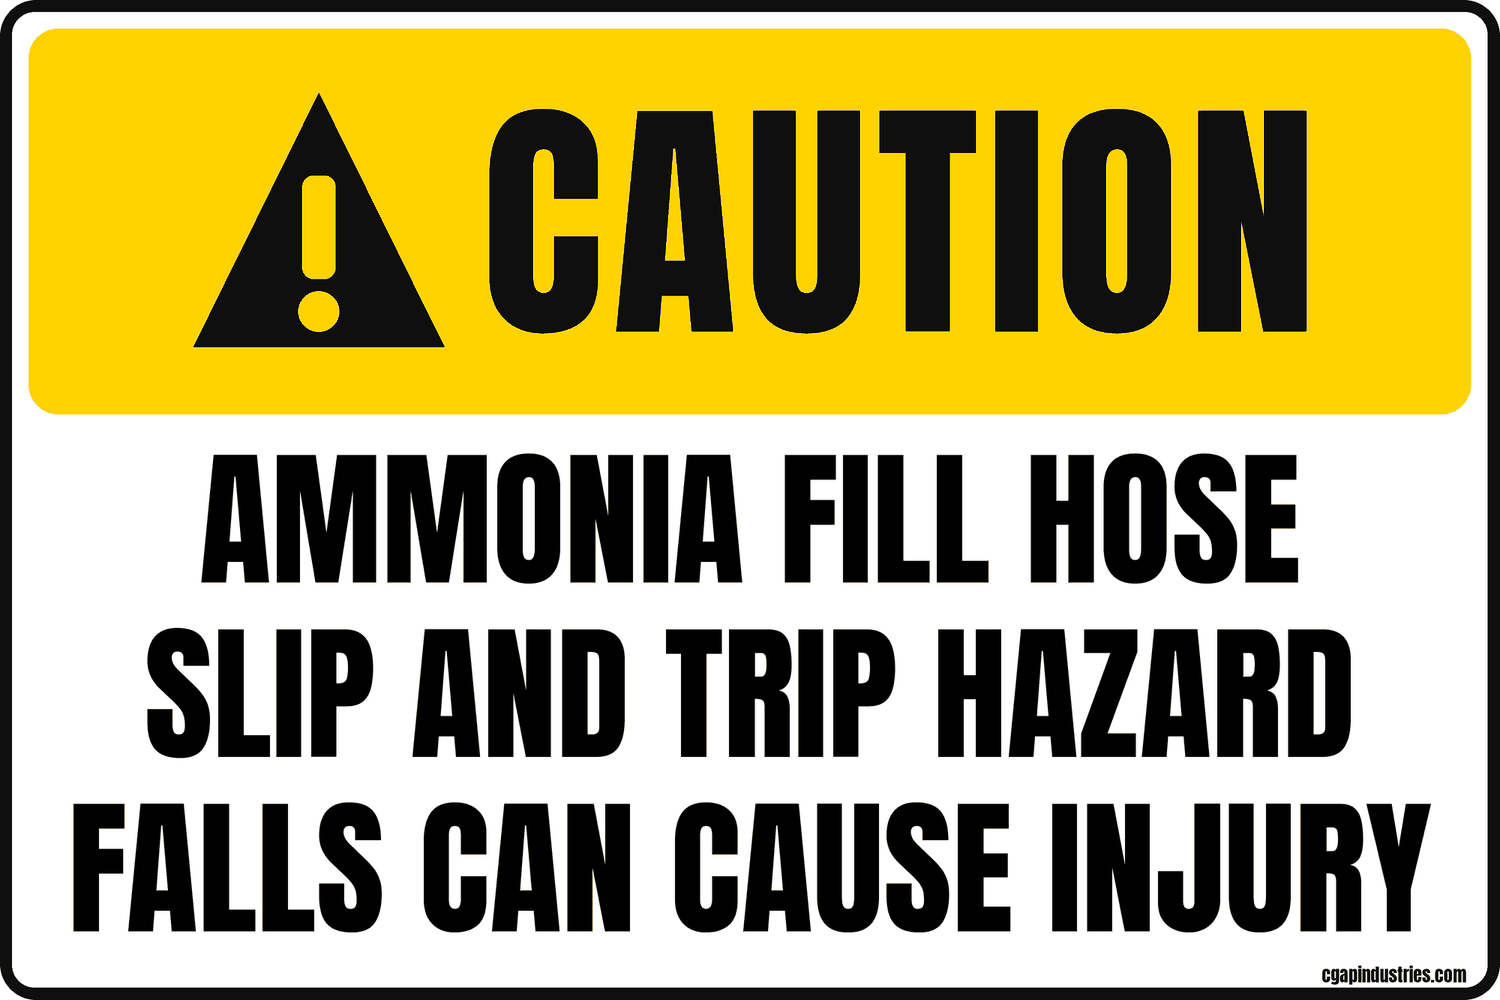 CAUTION
AMMONIA FILL HOSE
SLIP AND TRIP HAZARD
FALLS CAN CAUSE INJURY
cgapindustries.com